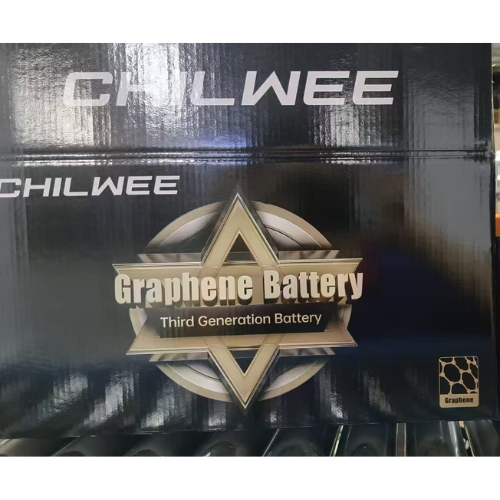 CHILWEE
CHILWEE
Graphene Battery
Third Generation Battery
Graphene